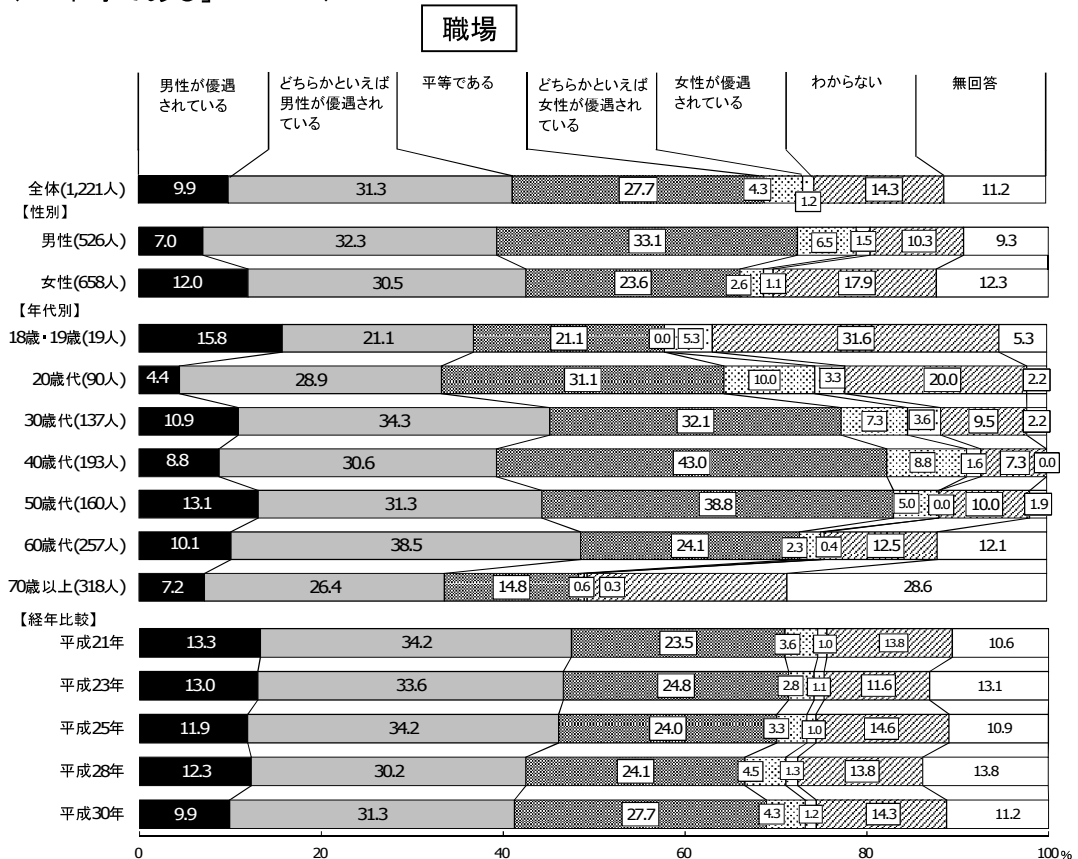 職場
男性が優遇
されている
どちらかといえば
男性が優遇され
ている
平等である
どちらかといえば
女性が優遇され
ている
女性が優遇
されている
わからない
無回答
全体(1,221人) 9.9 31.3 27.7 4.3 1.2 14.3 11.2
【性別】
男性(526人) 7.0 32.3 33.1 6.5 1.5 10.3 9.3
女性(658人) 12.0 30.5 23.6 2.6 1.1 17.9 12.3
【年代別】
18歳・19歳(19人) 15.8 21.1 21.1 0.0 5.3 31.6 5.3
20歳代(90人) 4.4 28.9 31.1 10.0 3.3 20.0 2.2
30歳代(137人) 10.9 34.3 32.1 7.3 3.6 9.5 2.2
40歳代(193人) 8.8 30.6 43.0 8.8 1.6 7.3 0.0
50歳代(160人) 13.1 31.3 38.8 5.0 0.0 10.0 1.9
60歳代(257人) 10.1 38.5 24.1 2.3 0.4 12.5 12.1
70歳以上(318人) 7.2 26.4 14.8 0.6 0.3 28.6
【経年比較】
平成21年 13.3 34.2 23.5 3.6 1.0 13.8 10.6
平成23年 13.0 33.6 24.8 2.8 1.1 11.6 13.1
平成25年 11.9 34.2 24.0 3.3 1.0 14.6 10.9
平成28年 12.3 30.2 24.1 4.5 1.3 13.8 13.8
平成30年 9.9 31.3 27.7 4.3 1.2 14.3 11.2
0 20 40 60 80 100 %